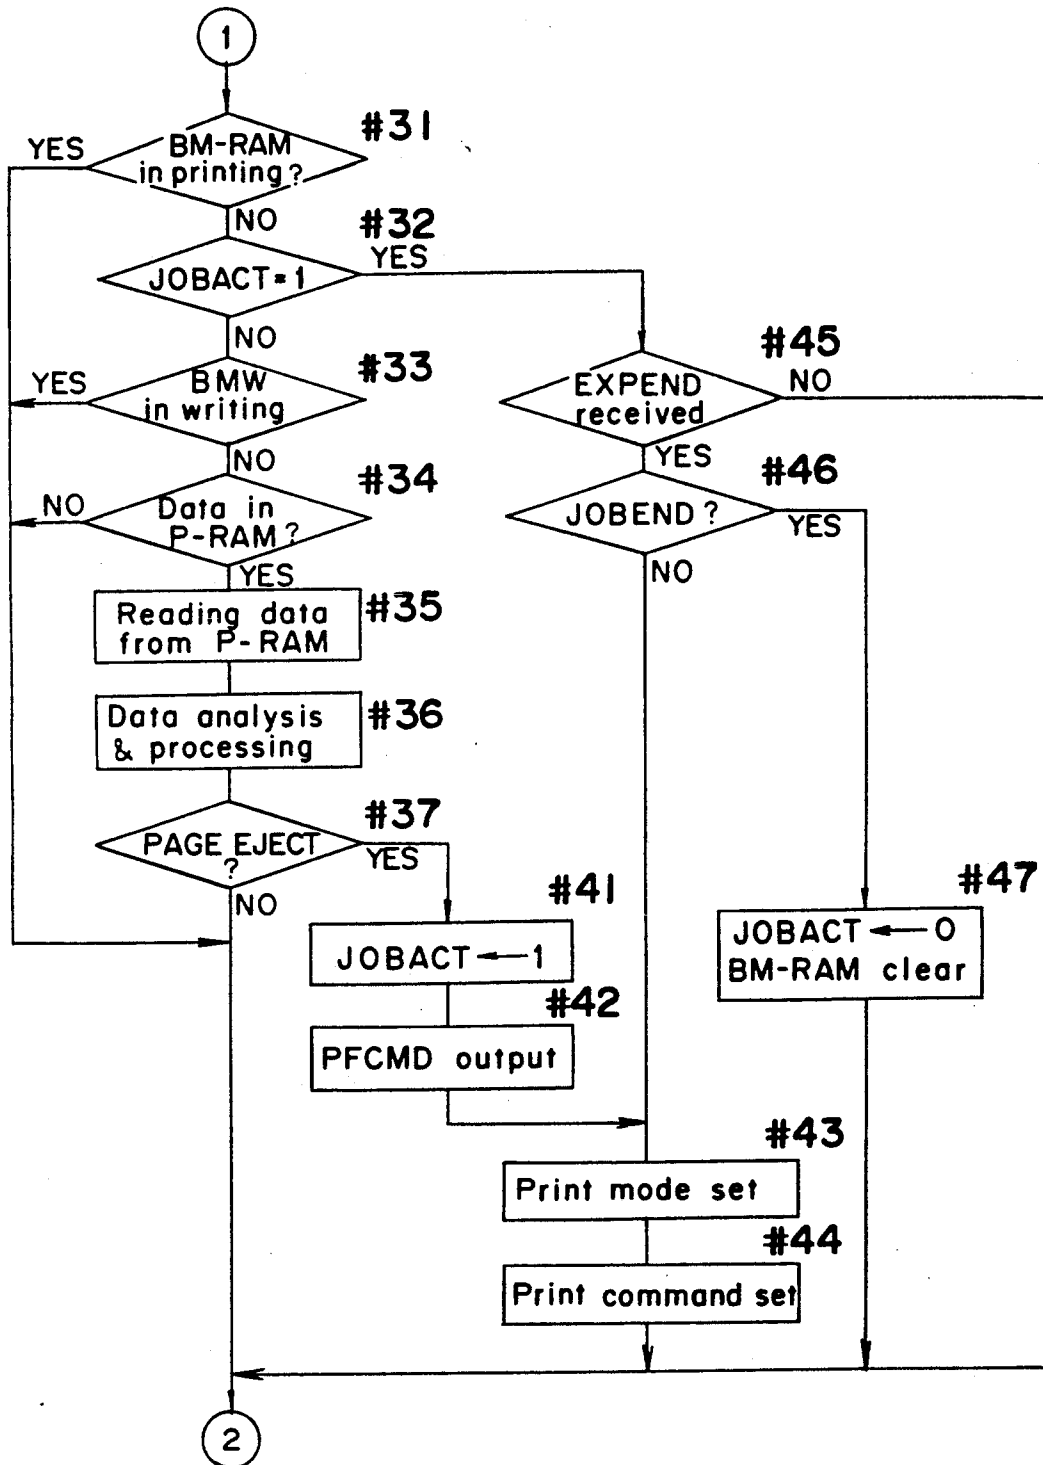 1
#31
YES
BM-RAM
in printing?
NO
#32
YES
JOBACT=1
NO
#33
YES
BMW
in writing
NO
#45
NO
EXPEND
received
YES
#34
NO
Data in
P-RAM?
YES
#46
JOBEND?
YES
NO
#35
Reading data
from P-RAM
#36
Data analysis
& processing
#37
PAGE EJECT
?
YES
NO
#41
JOBACT ← 1
#42
PFCMD output
#47
JOBACT ← 0
BM-RAM clear
#43
Print mode set
#44
Print command set
2